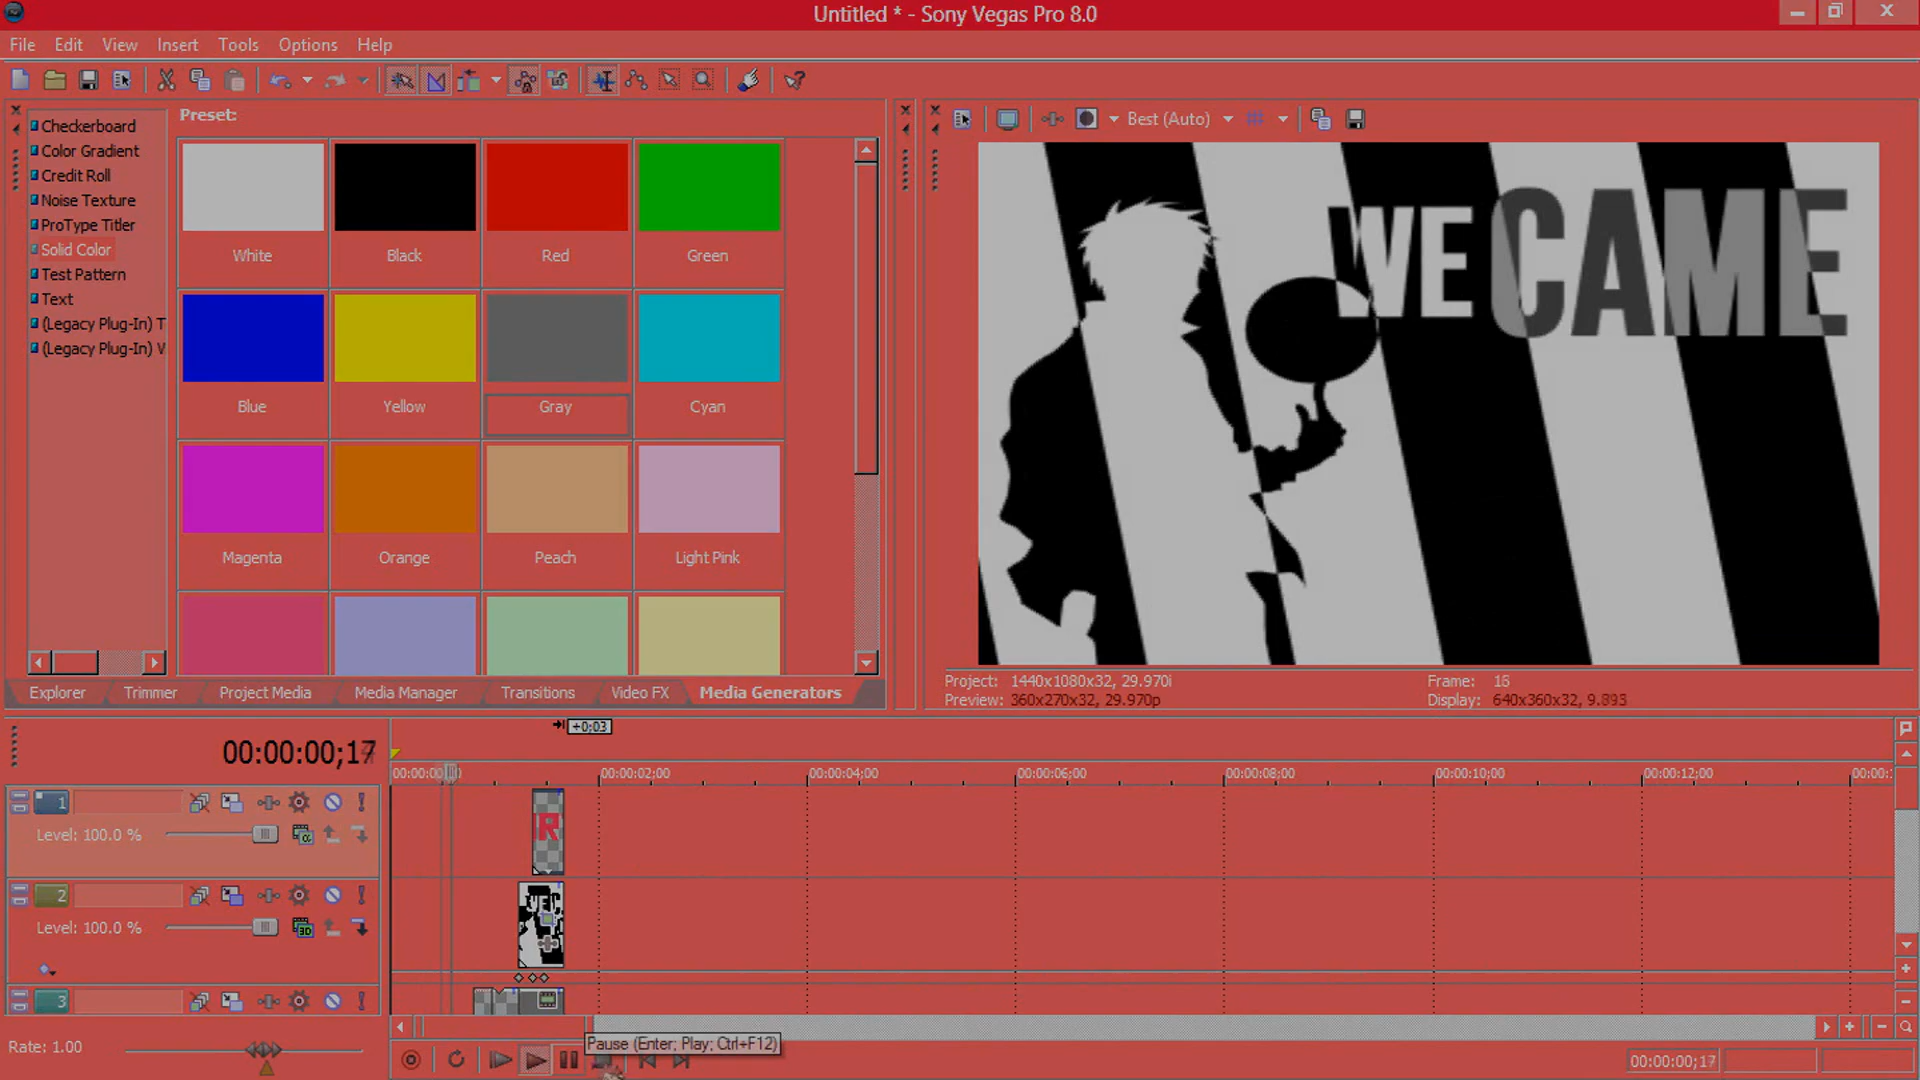 Untitled * - Sony Vegas Pro 8.0
File Edit View Insert Tools Options Help
Preset:
Best (Auto)
Checkerboard
Color Gradient
Credit Roll
Noise Texture
ProType Titler
Solid Color
Test Pattern
Text
(Legacy Plug-In) T
(Legacy Plug-In) V
White Black Red Green
Blue Yellow Gray Cyan
Magenta Orange Peach Light Pink
WE CAME
Explorer Trimmer Project Media Media Manager Transitions Video FX Media Generators
Project: 1440x1080x32, 29.970i
Frame: 16
Preview: 360x270x32, 29.970p
Display: 640x360x32, 9.893
+0;03
00:00:00;17
00:00:02;00 00:00:04;00 00:00:06;00 00:00:08;00 00:00:10;00 00:00:12;00
1
Level: 100.0 %
R
2
Level: 100.0 %
WE
3
Rate: 1.00
Pause (Enter; Play; Ctrl+F12)
00:00:00;17